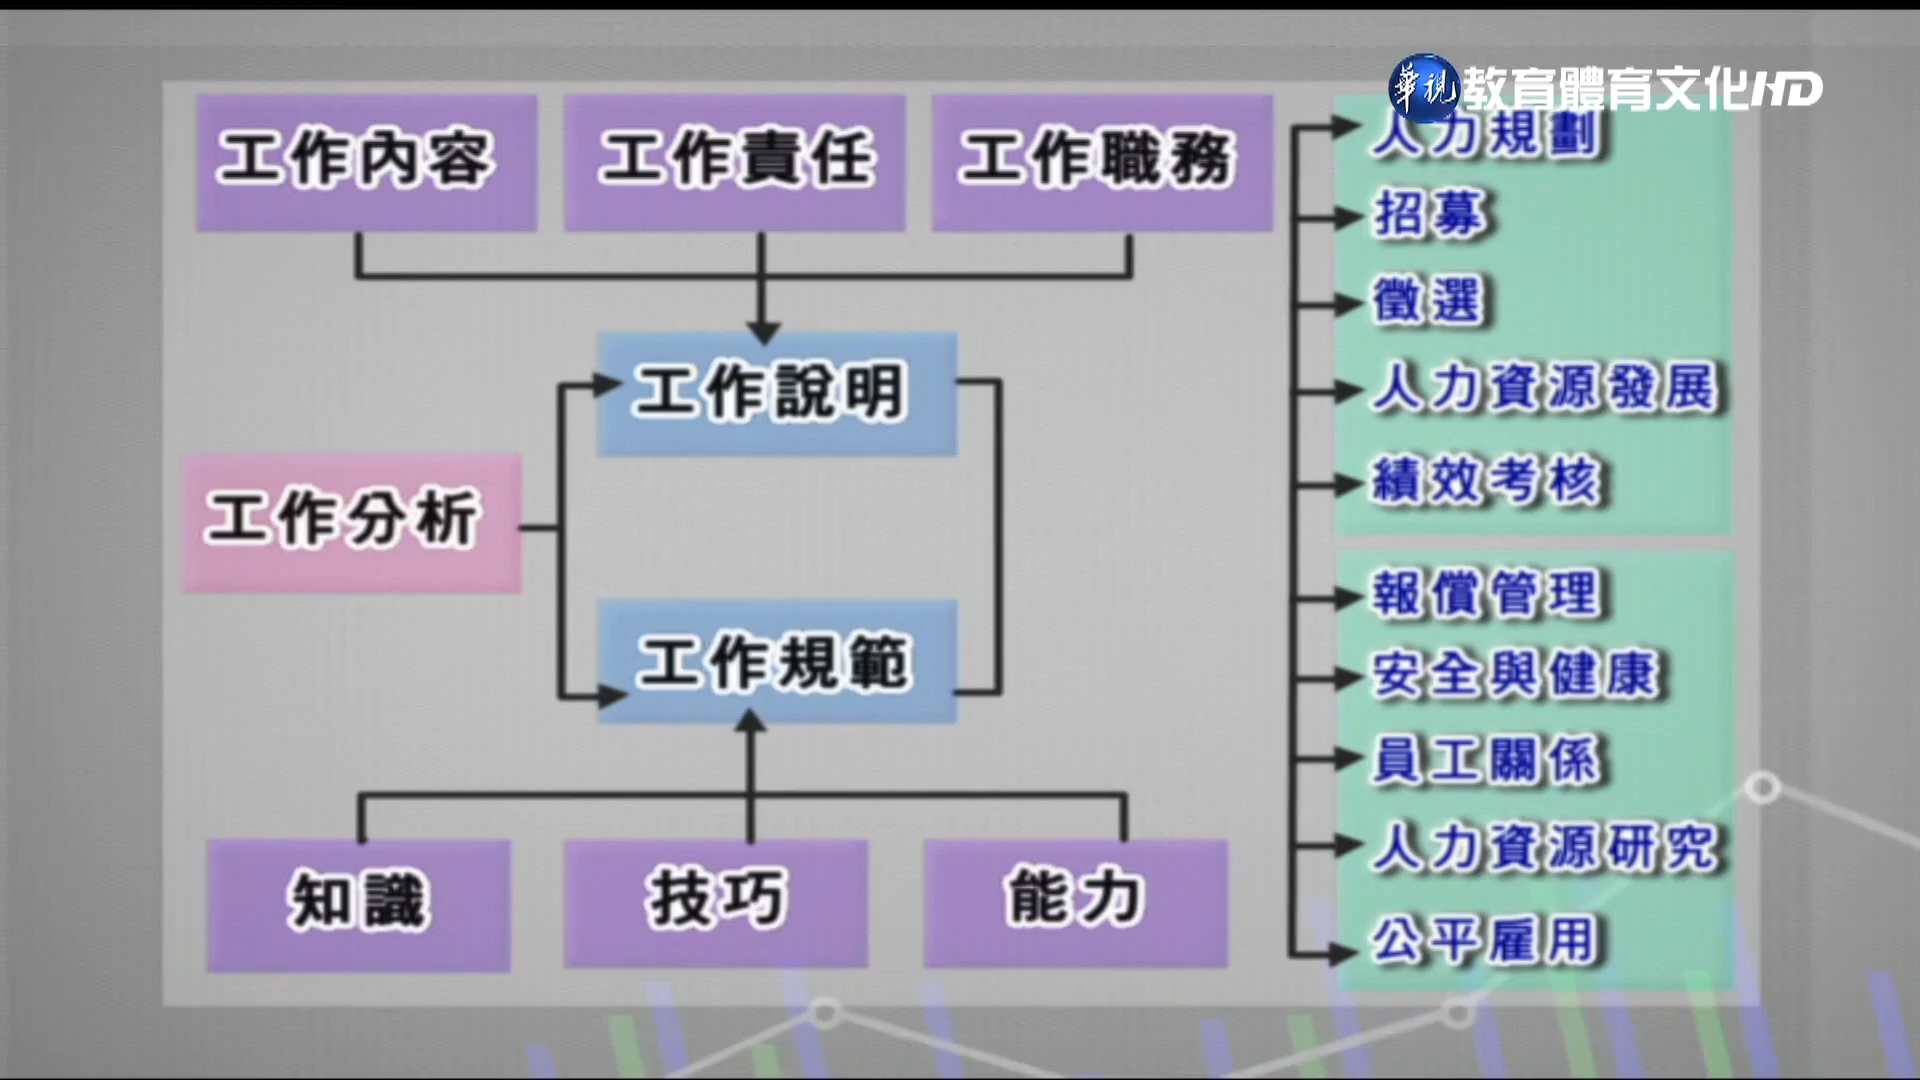 華視 教育體育文化HD
工作內容
工作責任
工作職務
工作說明
工作分析
工作規範
知識
技巧
能力
人力規劃
招募
徵選
人力資源發展
績效考核
報償管理
安全與健康
員工關係
人力資源研究
公平雇用